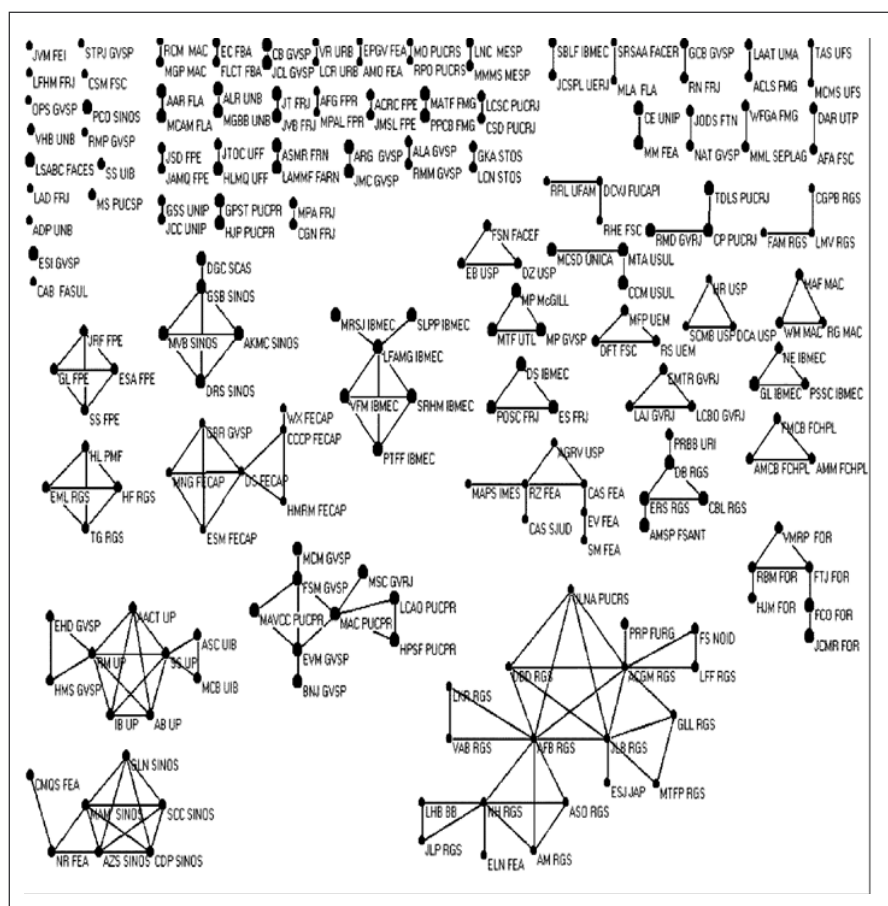 JVM FEI
STPJ GVSP
RCM MAC
EC FBA
CB GVSP
VR URB
EPGV FEA
MO PUCRS
LNC MESP
SBLF IBMEC
SRSAA FACER
GCB GVSP
LAAT UMA
TAS UFS
MGP MAC
FLCT FBA
JCL GVSP
LCR URB
AMO FEA
RPO PUCRS
MMMS MESP
JCSPL UERJ
MLA FLA
RN FRJ
ACLS FMG
MCMS UFS
LFHM FRJ
CSM FSC
OPS GVSP
PCO SINOS
AAR FLA
ALR UNB
JT FRJ
AFG FPR
ACRC FPE
MATF FMG
LCSC PUCRJ
MCAM FLA
MGBB UNB
JVB FRJ
MPAL FPR
JMSL FPE
PPCB FMG
CSD PUCRJ
CE UNIP
JODS FTN
WFGA FMG
DAR UTP
MM FEA
NAT GVSP
MML SEPLAG
AFA FSC
VHB UNB
RMP GVSP
LSABC FACES
SS UIB
JSD FPE
JTOC UFF
ASMR FRN
ARG GVSP
ALA GVSP
GKA STOS
JAMQ FPE
HLMQ UFF
LAMMF FARN
JMC GVSP
RMM GVSP
LCN STOS
LAD FRJ
MS PUCSP
ADP UNB
GSS UNIP
GPST PUCPR
MPA FRJ
JCC UNIP
HJP PUCPR
CGN FRJ
RRL UFAM
DCVJ FUCAPI
RHE FSC
TDLS PUCRJ
RMD GVRJ
CP PUCRJ
CGPB RGS
FAM RGS
LMV RGS
ESI GVSP
CAB FASUL
DGC SCAS
GSB SINOS
MVB SINOS
AKMC SINOS
DRS SINOS
FSN FACEF
EB USP
DZ USP
MCSD UNICA
MTA USUL
CCM USUL
MP McGILL
MTF UTL
MP GVSP
MFP UEM
DFT FSC
RS UEM
HR USP
SCMB USP
DCA USP
MAF MAC
WM MAC
RG MAC
JRF FPE
GL FPE
ESA FPE
SS FPE
MRSJ IBMEC
SLPP IBMEC
LFAMG IBMEC
VFM IBMEC
SRHM IBMEC
PTFF IBMEC
DS IBMEC
POSC FRJ
ES FRJ
EMTR GVRJ
LAJ GVRJ
LCBO GVRJ
NE IBMEC
GL IBMEC
PSSC IBMEC
HL PMF
EML RGS
HF RGS
TG RGS
GBR GVSP
MNG FECAP
DS FECAP
ESM FECAP
WX FECAP
CCCP FECAP
HMRM FECAP
AGRV USP
MAPS IMES
RZ FEA
CAS FEA
CAS SJUD
EV FEA
SM FEA
PRBB URI
DB RGS
ERS RGS
CBL RGS
AMSP FSANT
FMCB FCHPL
AMCB FCHPL
AMM FCHPL
MCM GVSP
FSM GVSP
MSC GVRJ
MAVCC PUCPR
MAC PUCPR
LCAO PUCPR
HPSF PUCPR
EVM GVSP
BNJ GVSP
VMRP FOR
RBM FOR
FTJ FOR
HJM FOR
FCO FOR
JCMR FOR
EHD GVSP
AACT UP
ASC UIB
RM UP
SS UP
HMS GVSP
MCB UIB
IB UP
AB UP
VLNA PUCRS
PRP FURG
FS NOID
DBD RGS
ACGM RGS
LFF RGS
LKR RGS
GLL RGS
VAB RGS
AFB RGS
JLB RGS
ESJ JAP
MTFP RGS
LHB BB
NH RGS
ASO RGS
JLP RGS
ELN FEA
AM RGS
CMQS FEA
GLN SINOS
MAM SINOS
SCC SINOS
NR FEA
AZS SINOS
CDP SINOS